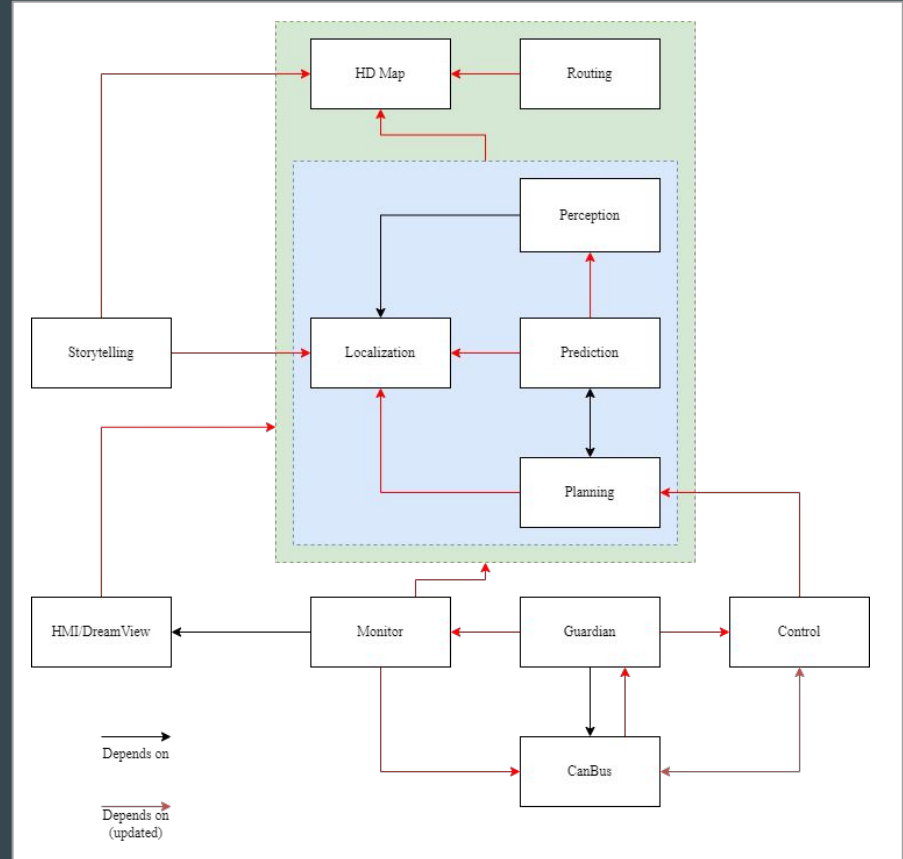 HD Map
Routing
Perception
Storytelling
Localization
Prediction
Planning
HMI/DreamView
Monitor
Guardian
Control
Depends on
CanBus
Depends on
(updated)